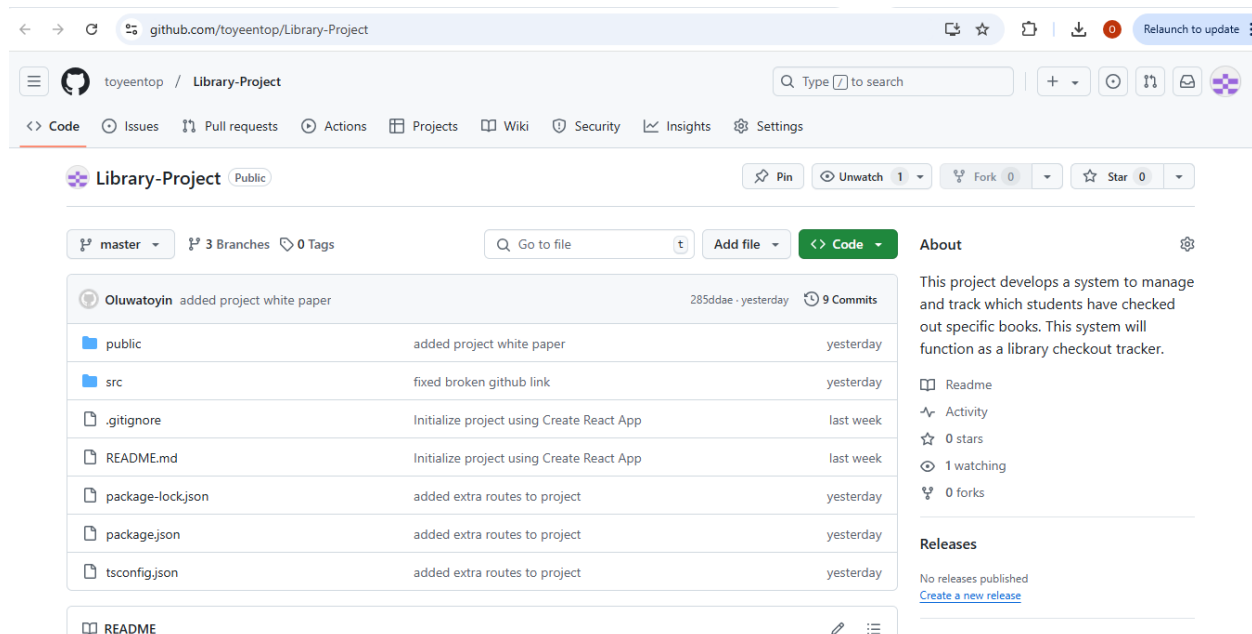 github.com/toyeentop/Library-Project
O
Relaunch to update
toyeentop / Library-Project
Type / to search
Code Issues Pull requests Actions Projects Wiki Security Insights Settings
Library-Project Public
Pin Unwatch 1 Fork 0 Star 0
master 3 Branches 0 Tags Go to file t Add file Code
Oluwatoyin added project white paper 285ddae · yesterday 9 Commits
public added project white paper yesterday
src fixed broken github link yesterday
.gitignore Initialize project using Create React App last week
README.md Initialize project using Create React App last week
package-lock.json added extra routes to project yesterday
package.json added extra routes to project yesterday
tsconfig.json added extra routes to project yesterday
README
About
This project develops a system to manage
and track which students have checked
out specific books. This system will
function as a library checkout tracker.
Readme
Activity
0 stars
1 watching
0 forks
Releases
No releases published
Create a new release